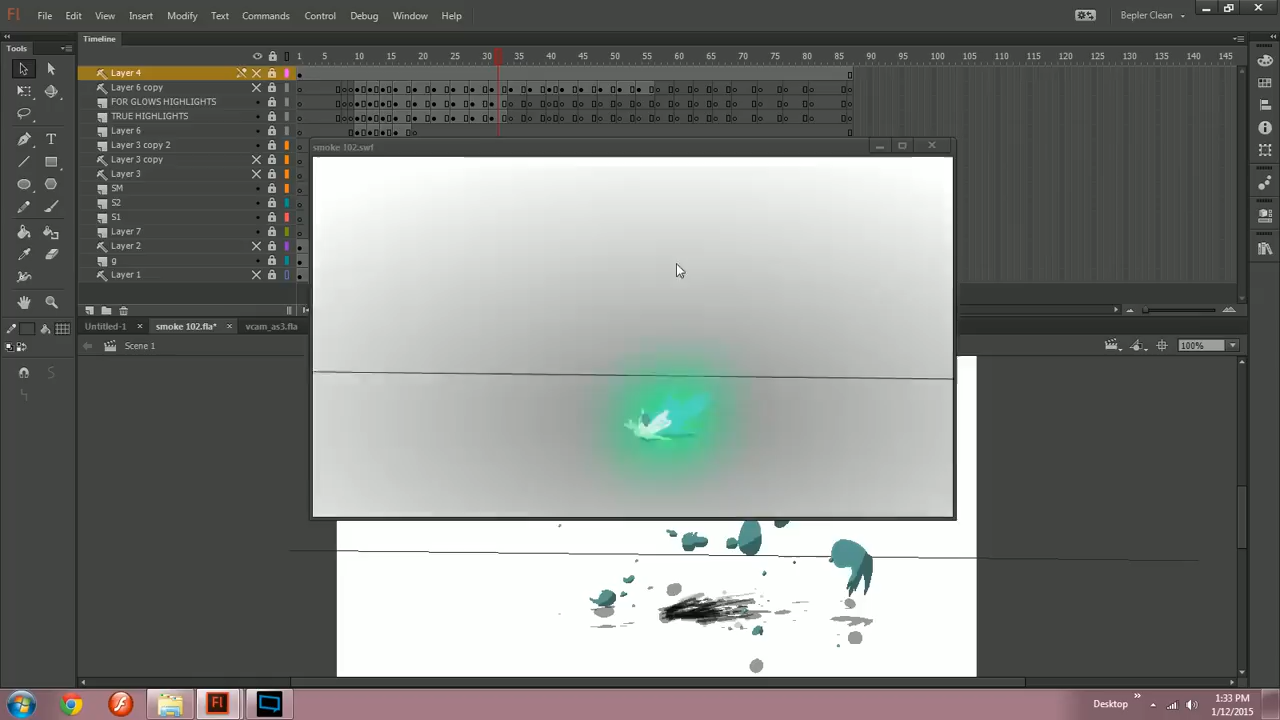 Fl File Edit View Insert Modify Text Commands Control Debug Window Help Bepler Clean
Tools Timeline
1 5 10 15 20 25 30 35 40 45 50 55 60 65 70 75 80 85 90 95 100 105 110 115 120 125 130 135 140 145
Layer 4
Layer 6 copy
FOR GLOWS HIGHLIGHTS
TRUE HIGHLIGHTS
Layer 6
Layer 3 copy 2
Layer 3 copy
Layer 3
SM
S2
S1
Layer 7
Layer 2
g
Layer 1
smoke 102.swf
Untitled-1 smoke 102.fla* vcam_as3.fla
Scene 1 100%
Fl Desktop 1:33 PM
1/12/2015